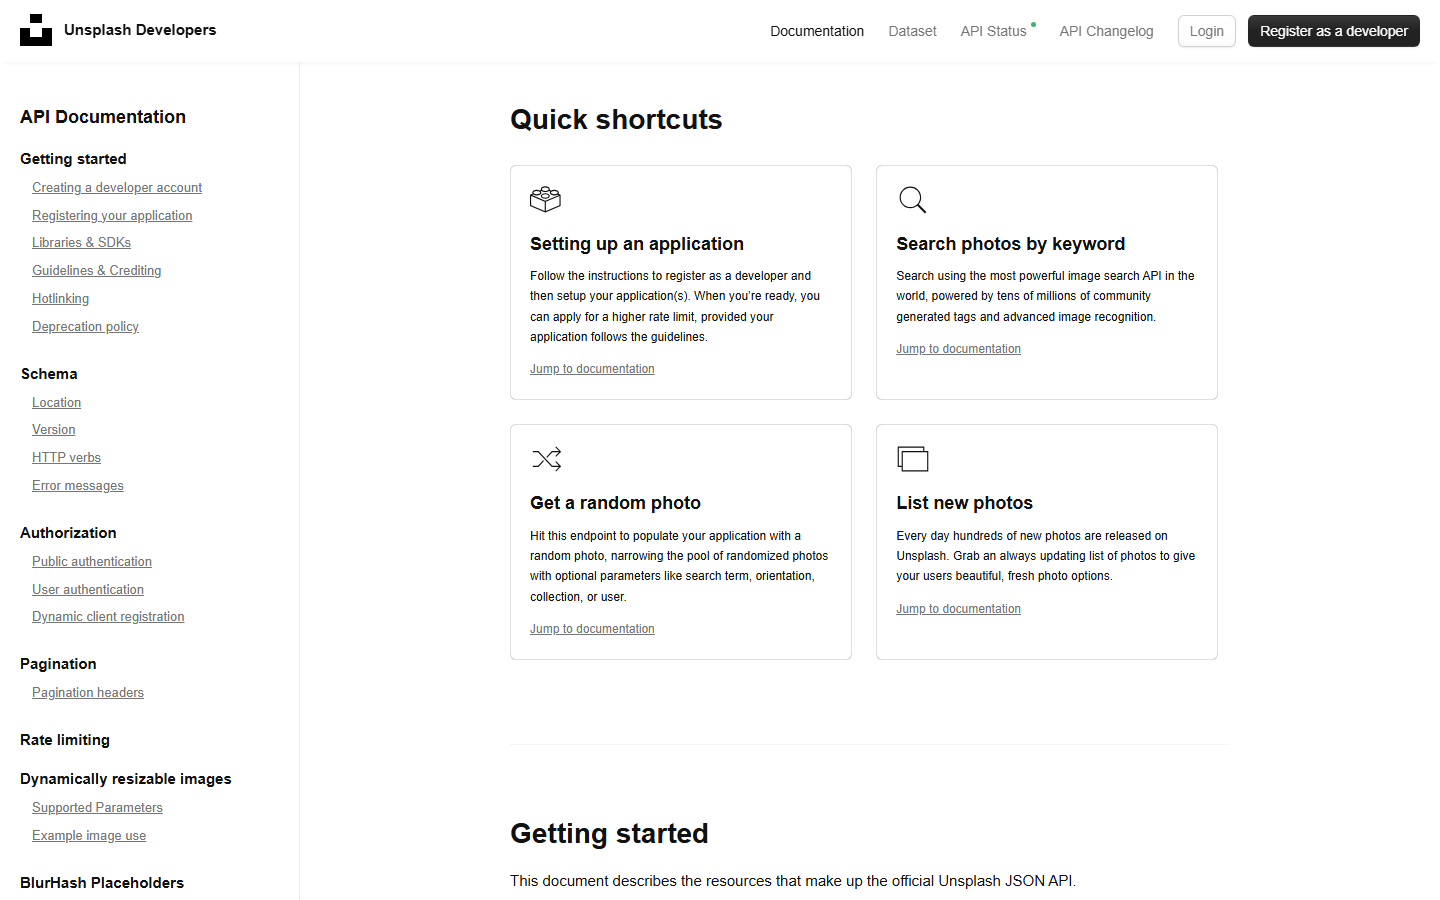 Unsplash Developers
Documentation
Dataset
API Status
API Changelog
Login
Register as a developer
API Documentation
Getting started
Creating a developer account
Registering your application
Libraries & SDKs
Guidelines & Crediting
Hotlinking
Deprecation policy
Schema
Location
Version
HTTP verbs
Error messages
Authorization
Public authentication
User authentication
Dynamic client registration
Pagination
Pagination headers
Rate limiting
Dynamically resizable images
Supported Parameters
Example image use
BlurHash Placeholders
Quick shortcuts
Setting up an application
Follow the instructions to register as a developer and
then setup your application(s). When you’re ready, you
can apply for a higher rate limit, provided your
application follows the guidelines.
Jump to documentation
Search photos by keyword
Search using the most powerful image search API in the
world, powered by tens of millions of community
generated tags and advanced image recognition.
Jump to documentation
Get a random photo
Hit this endpoint to populate your application with a
random photo, narrowing the pool of randomized photos
with optional parameters like search term, orientation,
collection, or user.
Jump to documentation
List new photos
Every day hundreds of new photos are released on
Unsplash. Grab an always updating list of photos to give
your users beautiful, fresh photo options.
Jump to documentation
Getting started
This document describes the resources that make up the official Unsplash JSON API.